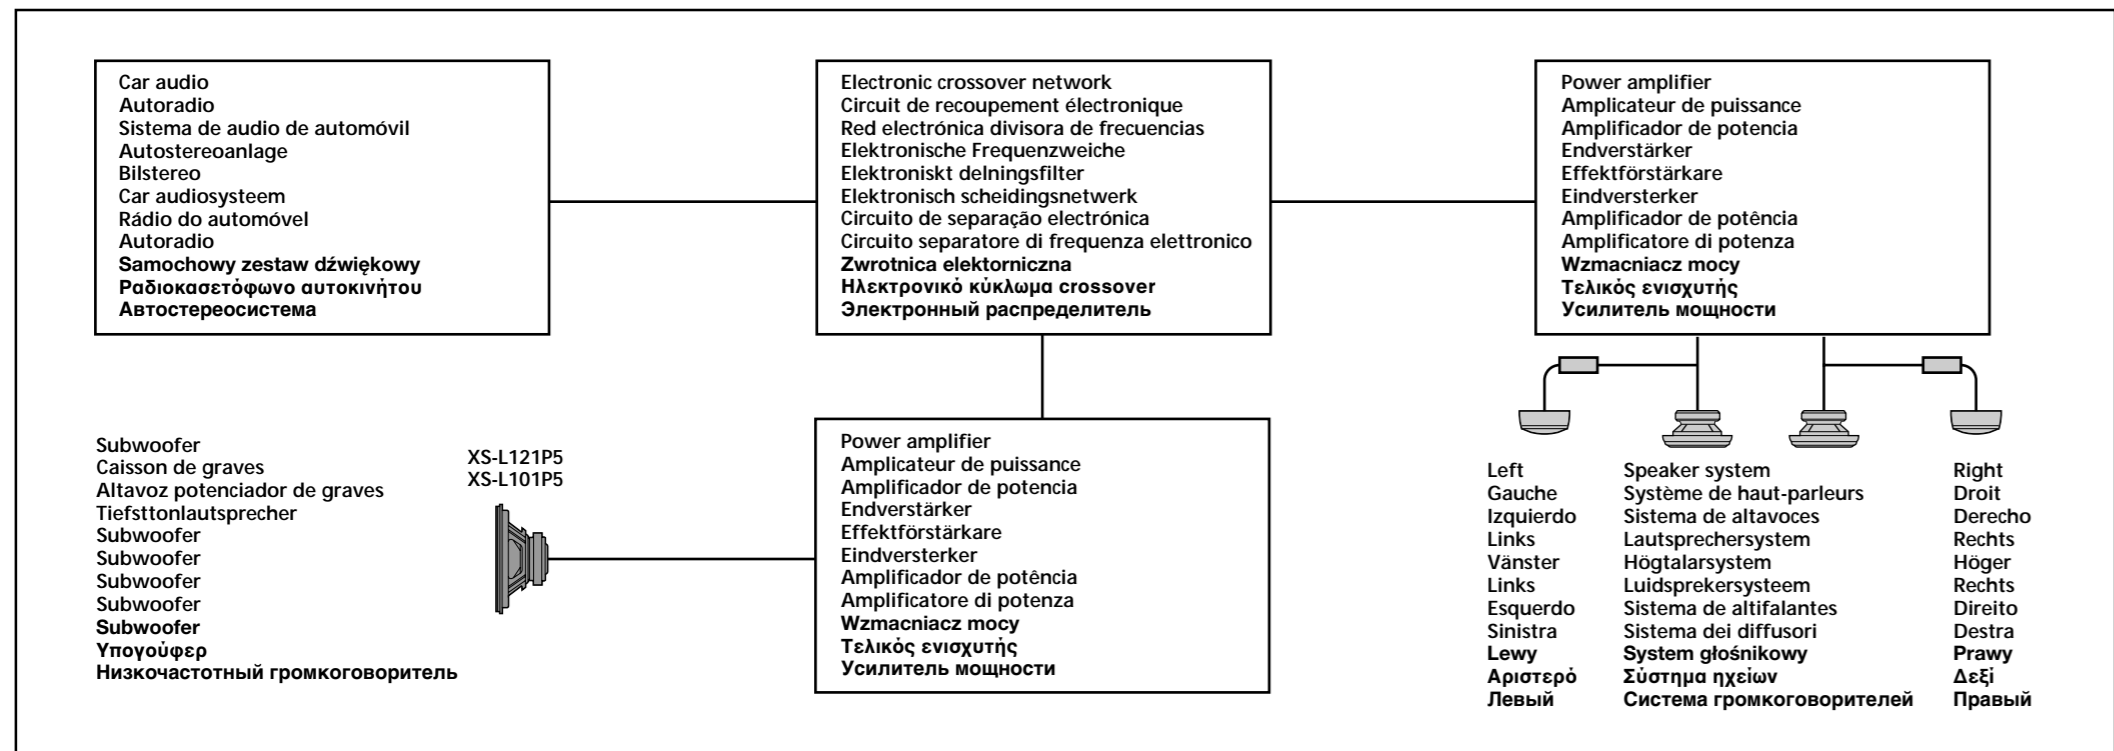 Car audio
Autoradio
Sistema de audio de automóvil
Autostereoanlage
Bilstereo
Car audiosysteem
Rádio do automóvel
Autoradio
Samochowy zestaw dźwiękowy
Ραδιοκασετόφωνο αυτοκινήτου
Автостереосистема
Electronic crossover network
Circuit de recoupement électronique
Red electrónica divisora de frecuencias
Elektronische Frequenzweiche
Elektroniskt delningsfilter
Elektronisch scheidingsnetwerk
Circuito de separação electrónica
Circuito separatore di frequenza elettronico
Zwrotnica elektorniczna
Ηλεκτρονικό κύκλωμα crossover
Электронный распределитель
Power amplifier
Amplicateur de puissance
Amplificador de potencia
Endverstärker
Effektförstärkare
Eindversterker
Amplificador de potência
Amplificatore di potenza
Wzmacniacz mocy
Τελικός ενισχυτής
Усилитель мощности
Subwoofer
Caisson de graves
Altavoz potenciador de graves
Tiefsttonlautsprecher
Subwoofer
Subwoofer
Subwoofer
Subwoofer
Subwoofer
Υπογούφερ
Низкочастотный громкоговоритель
XS-L121P5
XS-L101P5
Power amplifier
Amplicateur de puissance
Amplificador de potencia
Endverstärker
Effektförstärkare
Eindversterker
Amplificador de potência
Amplificatore di potenza
Wzmacniacz mocy
Τελικός ενισχυτής
Усилитель мощности
Left
Gauche
Izquierdo
Links
Vänster
Links
Esquerdo
Sinistra
Lewy
Αριστερό
Левый
Speaker system
Système de haut-parleurs
Sistema de altavoces
Lautsprechersystem
Högtalarsystem
Luidsprekersysteem
Sistema de altifalantes
Sistema dei diffusori
System głośnikowy
Σύστημα ηχείων
Система громкоговорителей
Right
Droit
Derecho
Rechts
Höger
Rechts
Direito
Destra
Prawy
Δεξί
Правый